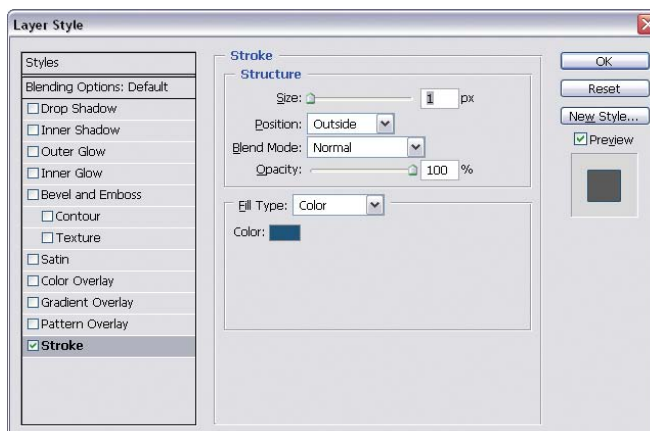 Layer Style
Styles
Blending Options: Default
Drop Shadow
Inner Shadow
Outer Glow
Inner Glow
Bevel and Emboss
Contour
Texture
Satin
Color Overlay
Gradient Overlay
Pattern Overlay
Stroke
Stroke
Structure
Size: 1 px
Position: Outside
Blend Mode: Normal
Opacity: 100 %
Fill Type: Color
Color:
OK
Reset
New Style...
Preview